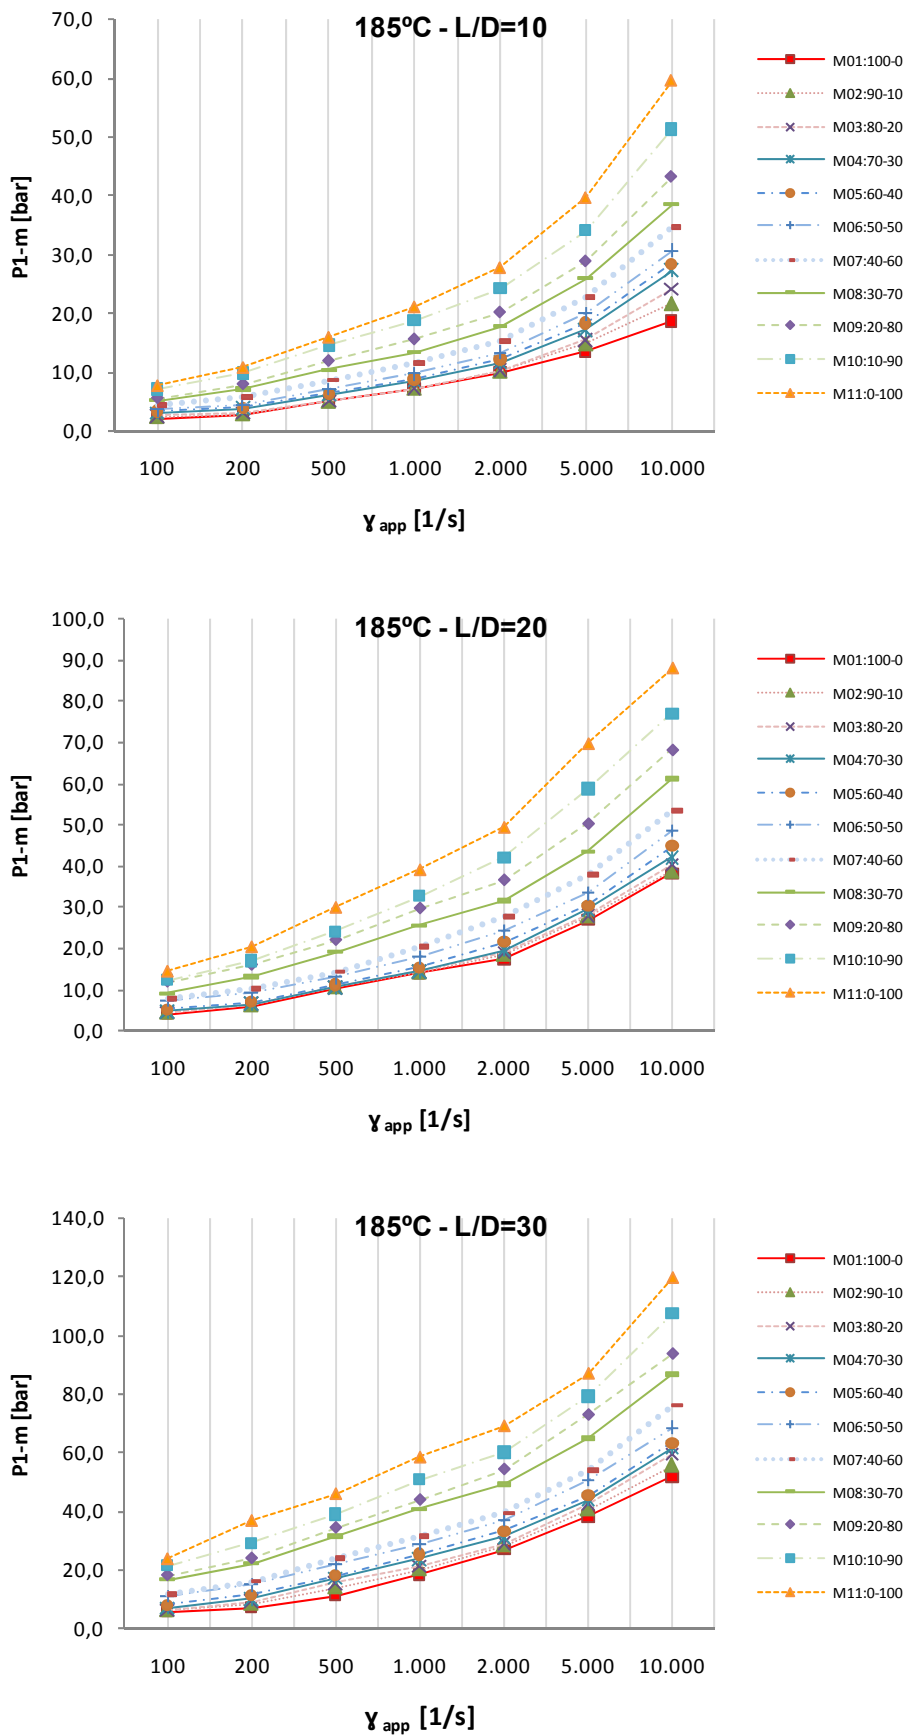 185ºC - L/D=10
70,0
60,0
50,0
40,0
30,0
20,0
10,0
0,0
P1-m [bar]
100 200 500 1.000 2.000 5.000 10.000
ɣ app [1/s]
M01:100-0
M02:90-10
M03:80-20
M04:70-30
M05:60-40
M06:50-50
M07:40-60
M08:30-70
M09:20-80
M10:10-90
M11:0-100
185ºC - L/D=20
100,0
90,0
80,0
70,0
60,0
50,0
40,0
30,0
20,0
10,0
0,0
P1-m [bar]
100 200 500 1.000 2.000 5.000 10.000
ɣ app [1/s]
M01:100-0
M02:90-10
M03:80-20
M04:70-30
M05:60-40
M06:50-50
M07:40-60
M08:30-70
M09:20-80
M10:10-90
M11:0-100
185ºC - L/D=30
140,0
120,0
100,0
80,0
60,0
40,0
20,0
0,0
P1-m [bar]
100 200 500 1.000 2.000 5.000 10.000
ɣ app [1/s]
M01:100-0
M02:90-10
M03:80-20
M04:70-30
M05:60-40
M06:50-50
M07:40-60
M08:30-70
M09:20-80
M10:10-90
M11:0-100